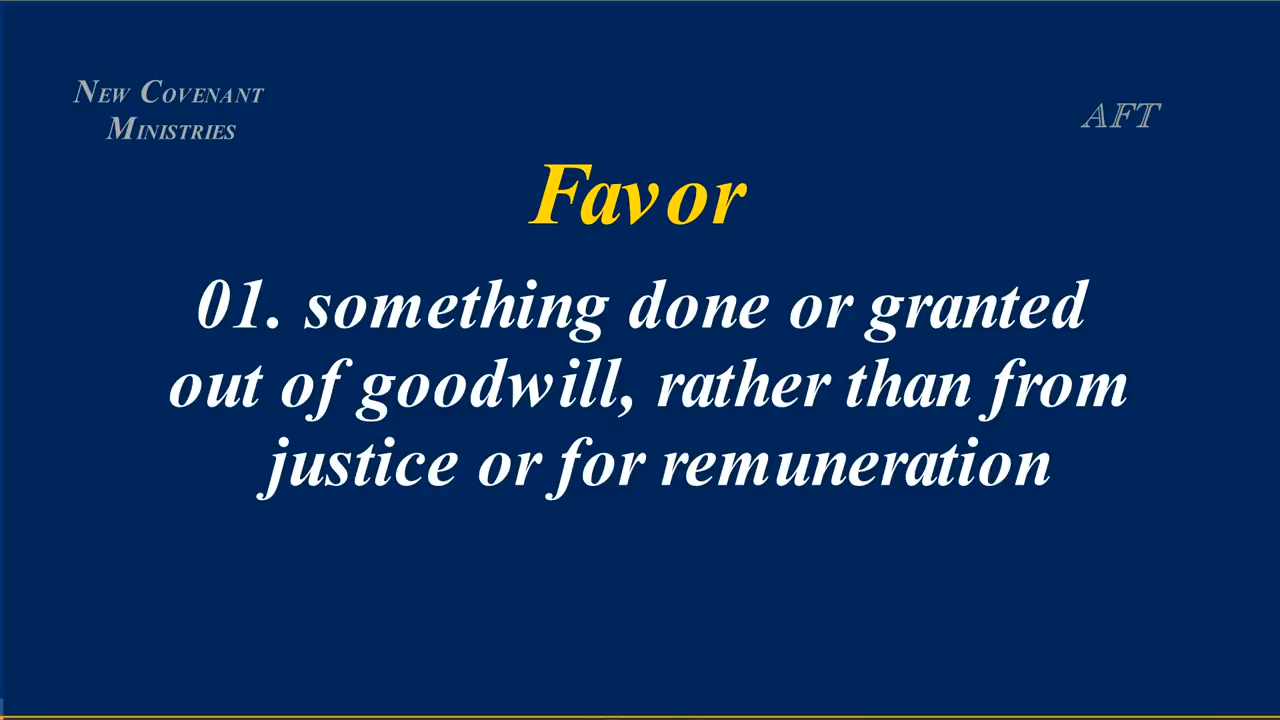 New Covenant
Ministries
AFT
Favor
01. something done or granted
out of goodwill, rather than from
justice or for remuneration